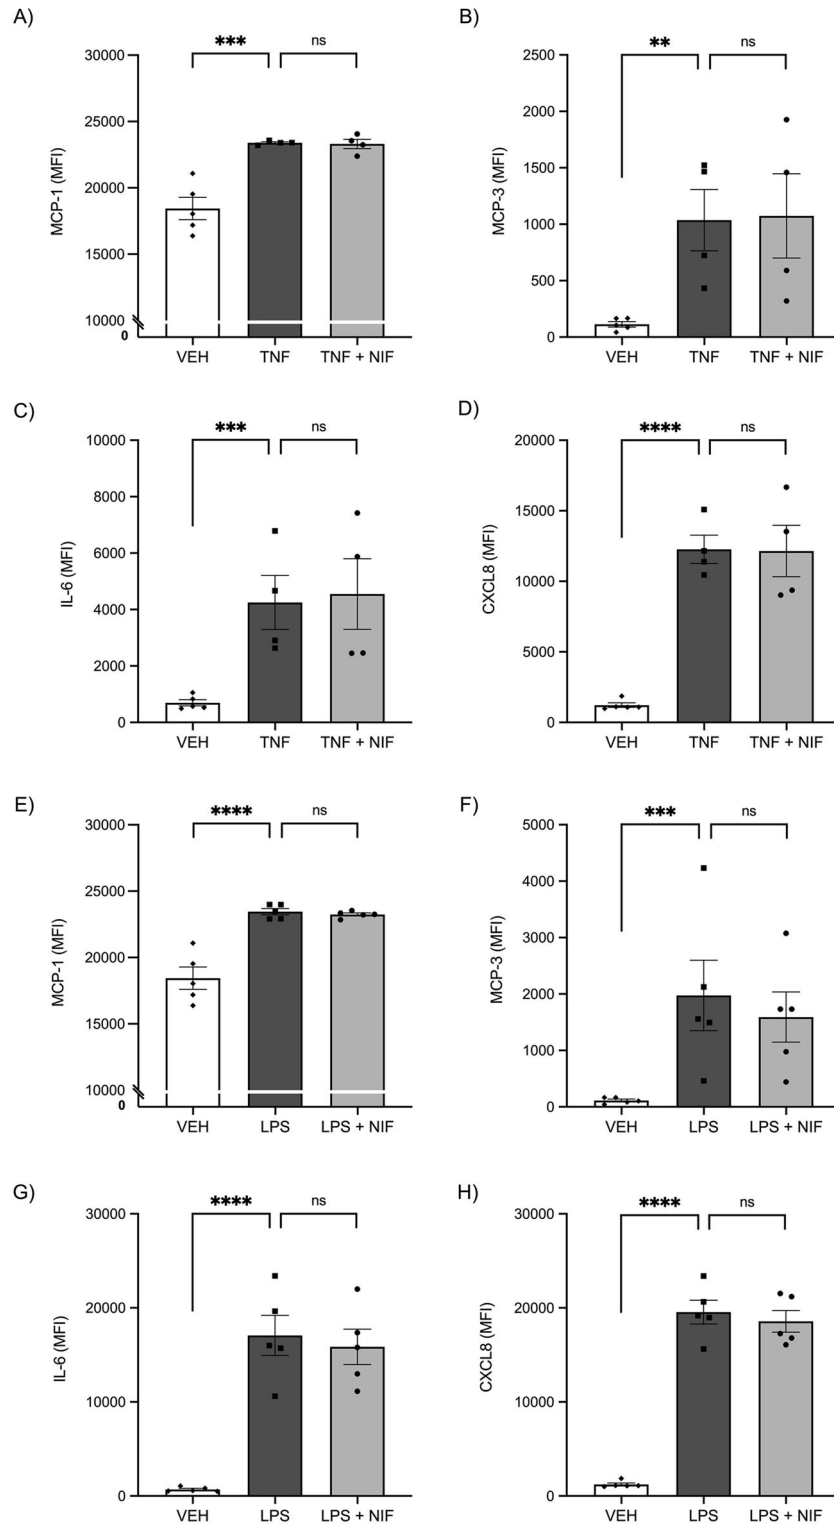 A)
MCP-1 (MFI)
30000
25000
20000
15000
10000
0
*** ns
VEH TNF TNF + NIF
B)
MCP-3 (MFI)
2500
2000
1500
1000
500
0
** ns
VEH TNF TNF + NIF
C)
IL-6 (MFI)
10000
8000
6000
4000
2000
0
*** ns
VEH TNF TNF + NIF
D)
CXCL8 (MFI)
20000
15000
10000
5000
0
**** ns
VEH TNF TNF + NIF
E)
MCP-1 (MFI)
30000
25000
20000
15000
10000
0
**** ns
VEH LPS LPS + NIF
F)
MCP-3 (MFI)
5000
4000
3000
2000
1000
0
*** ns
VEH LPS LPS + NIF
G)
IL-6 (MFI)
30000
20000
10000
0
**** ns
VEH LPS LPS + NIF
H)
CXCL8 (MFI)
30000
20000
10000
0
**** ns
VEH LPS LPS + NIF